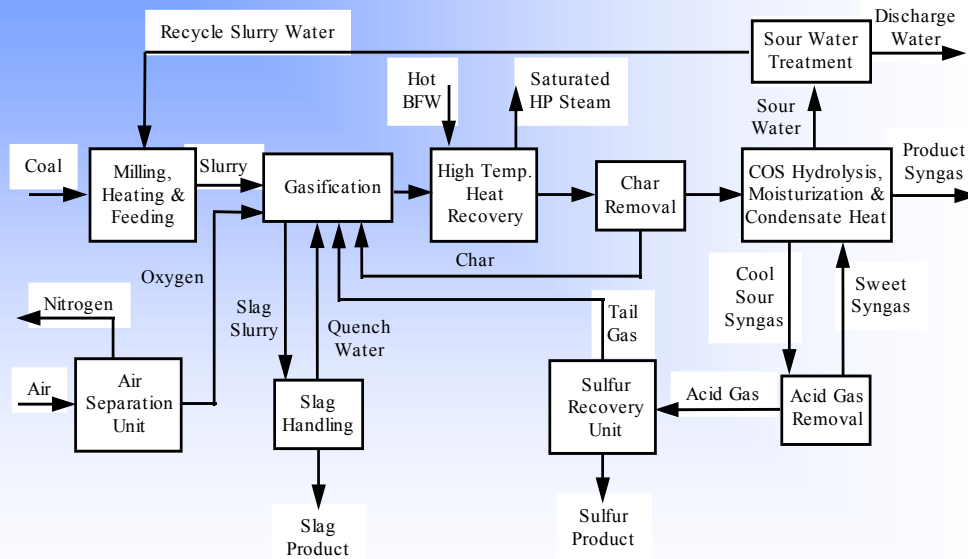 Recycle Slurry Water
Sour Water
Treatment
Discharge
Water
Hot
BFW
Saturated
HP Steam
Sour
Water
Coal
Milling,
Heating &
Feeding
Slurry
Gasification
High Temp.
Heat
Recovery
Char
Removal
COS Hydrolysis,
Moisturization &
Condensate Heat
Product
Syngas
Char
Oxygen
Nitrogen
Slag
Slurry
Quench
Water
Tail
Gas
Cool
Sour
Syngas
Sweet
Syngas
Air
Air
Separation
Unit
Slag
Handling
Sulfur
Recovery
Unit
Acid Gas
Acid Gas
Removal
Slag
Product
Sulfur
Product